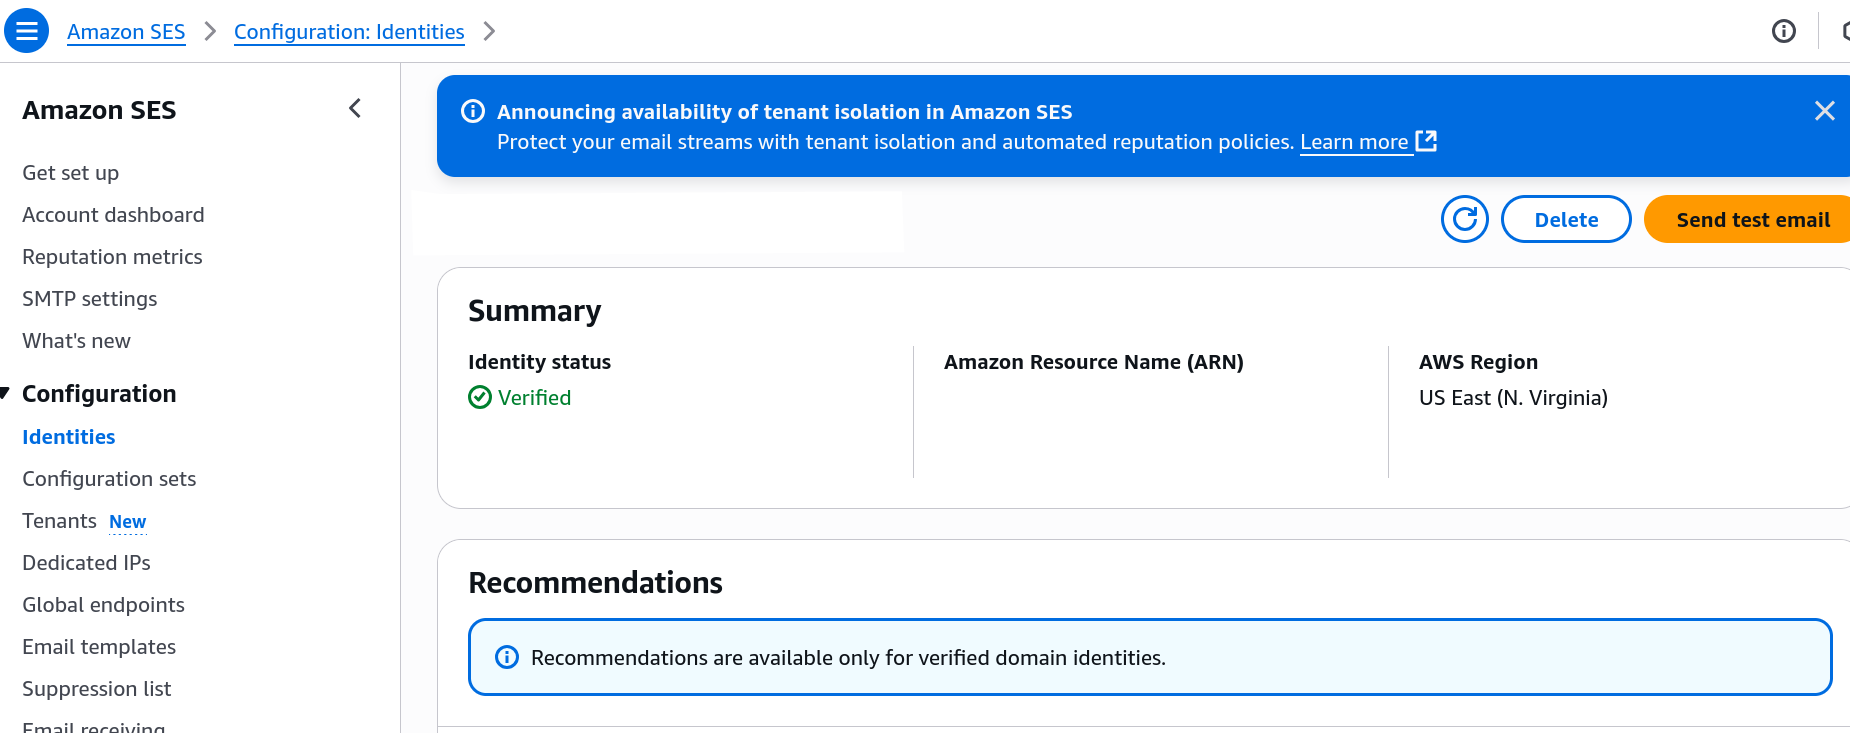 Amazon SES > Configuration: Identities >
Amazon SES
Get set up
Account dashboard
Reputation metrics
SMTP settings
What's new
Configuration
Identities
Configuration sets
Tenants New
Dedicated IPs
Global endpoints
Email templates
Suppression list
Email receiving
Announcing availability of tenant isolation in Amazon SES
Protect your email streams with tenant isolation and automated reputation policies. Learn more
Delete
Send test email
Summary
Identity status
Verified
Amazon Resource Name (ARN)
AWS Region
US East (N. Virginia)
Recommendations
Recommendations are available only for verified domain identities.